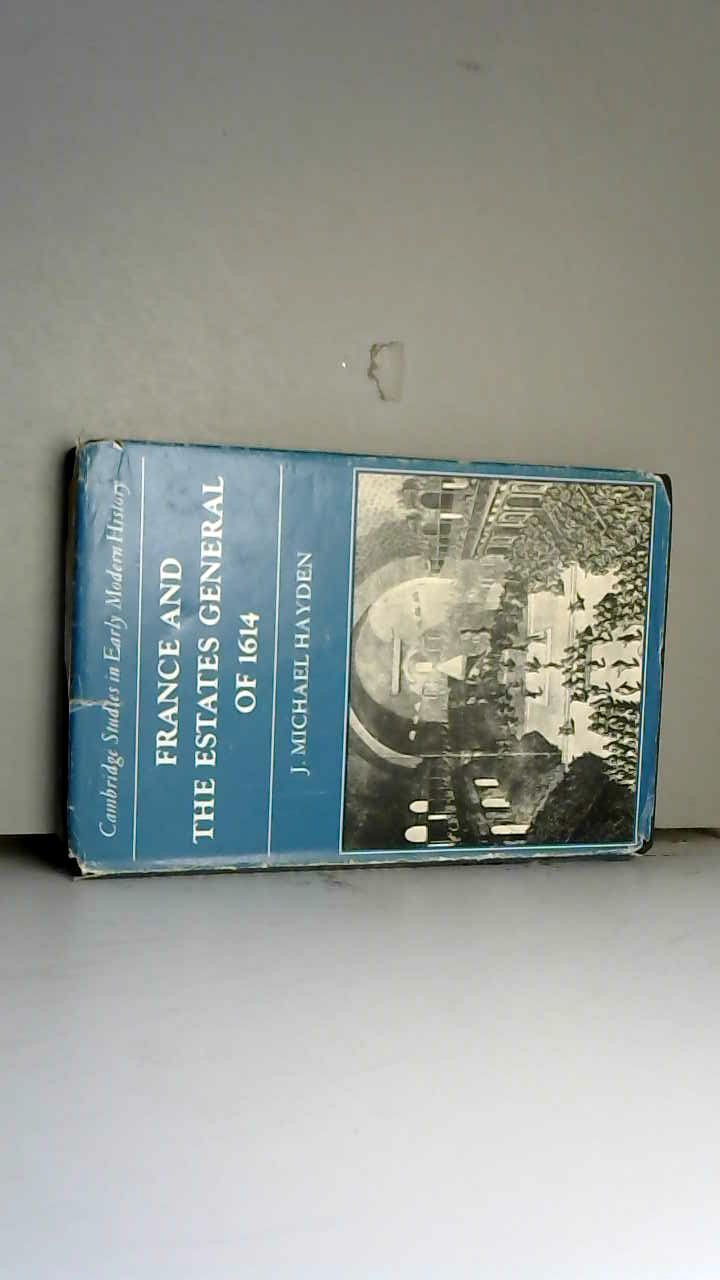 Cambridge Studies in Early Modern History
FRANCE AND
THE ESTATES GENERAL
OF 1614
J. MICHAEL HAYDEN